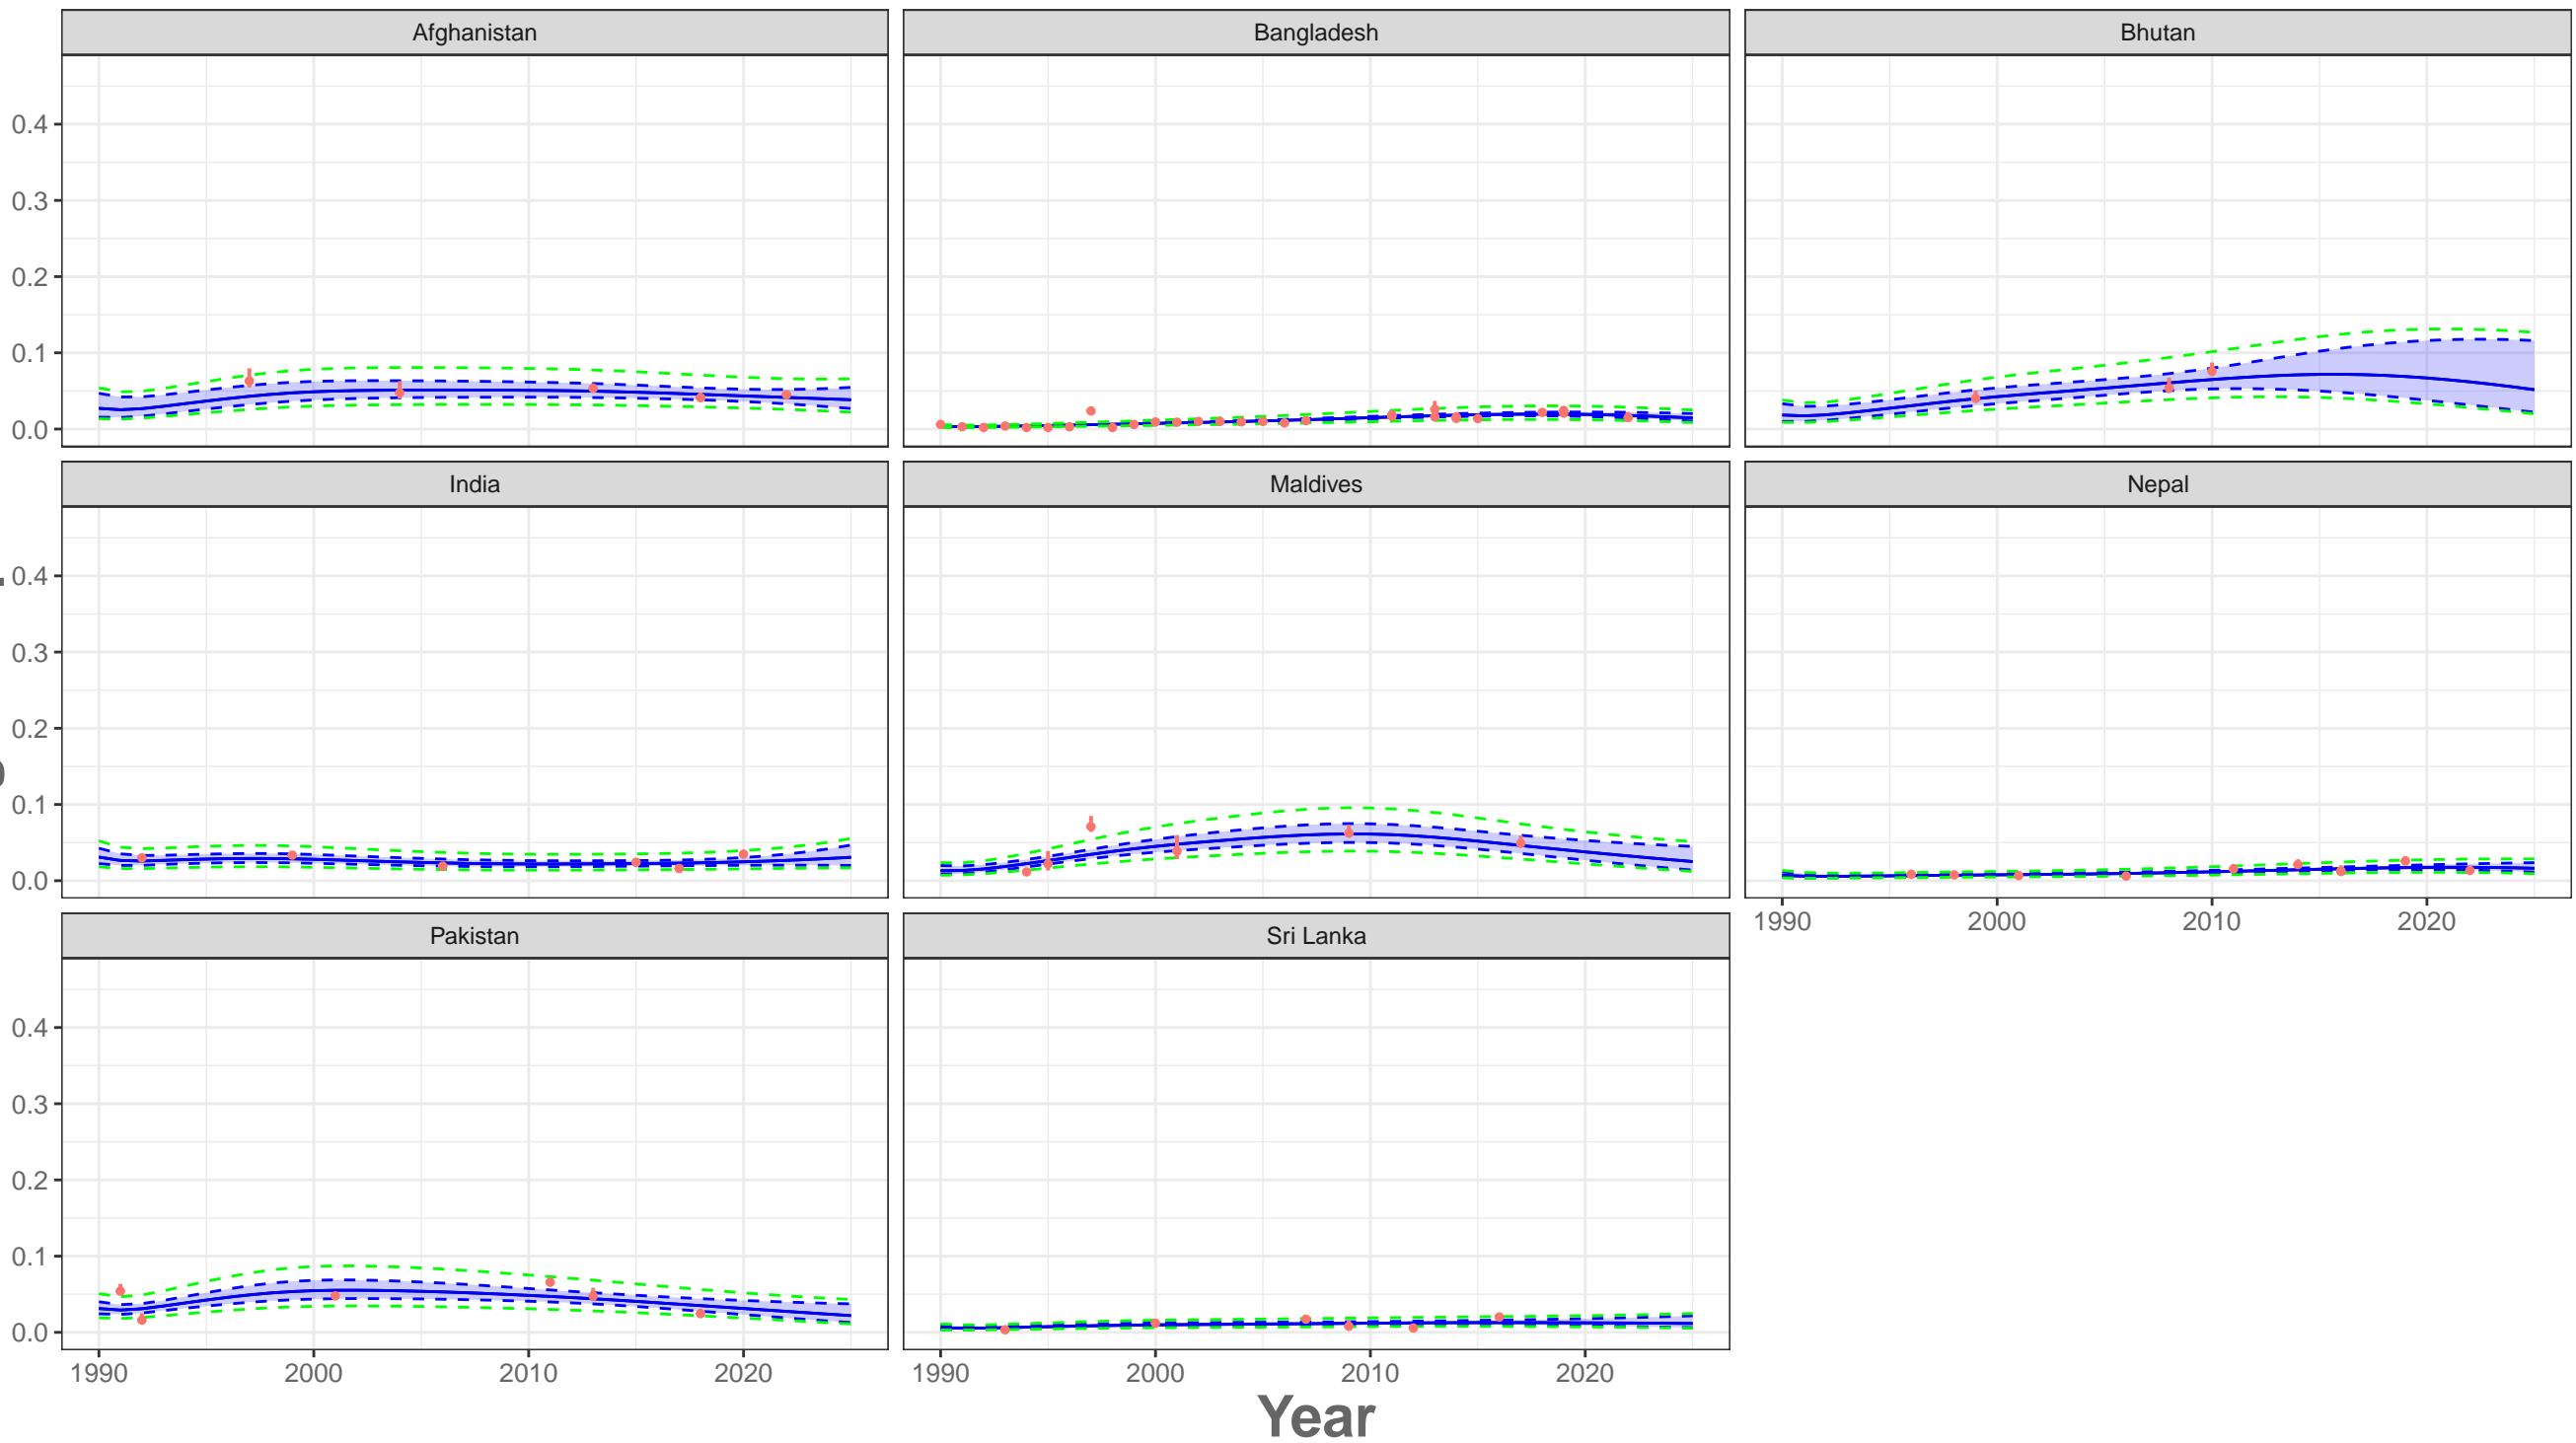 Afghanistan Bangladesh Bhutan
0.4
0.3
0.2
0.1
0.0
India Maldives Nepal
0.4
0.3
0.2
0.1
0.0
1990 2000 2010 2020
Pakistan Sri Lanka
0.4
0.3
0.2
0.1
0.0
1990 2000 2010 2020 1990 2000 2010 2020
Year